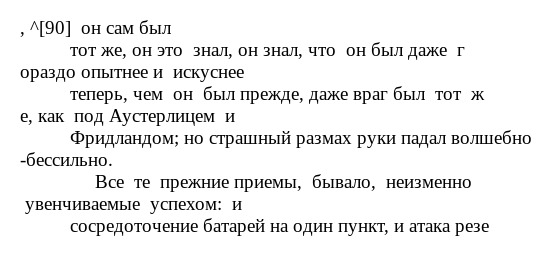 , ^[90]  он сам был
тот же, он это  знал, он знал, что  он был даже  г
ораздо опытнее и  искуснее
теперь, чем  он  был прежде, даже враг был  тот  ж
е, как  под Аустерлицем  и
Фридландом; но страшный размах руки падал волшебно
-бессильно.
Все  те  прежние приемы,  бывало,  неизменно
увенчиваемые  успехом:  и
сосредоточение батарей на один пункт, и атака резе